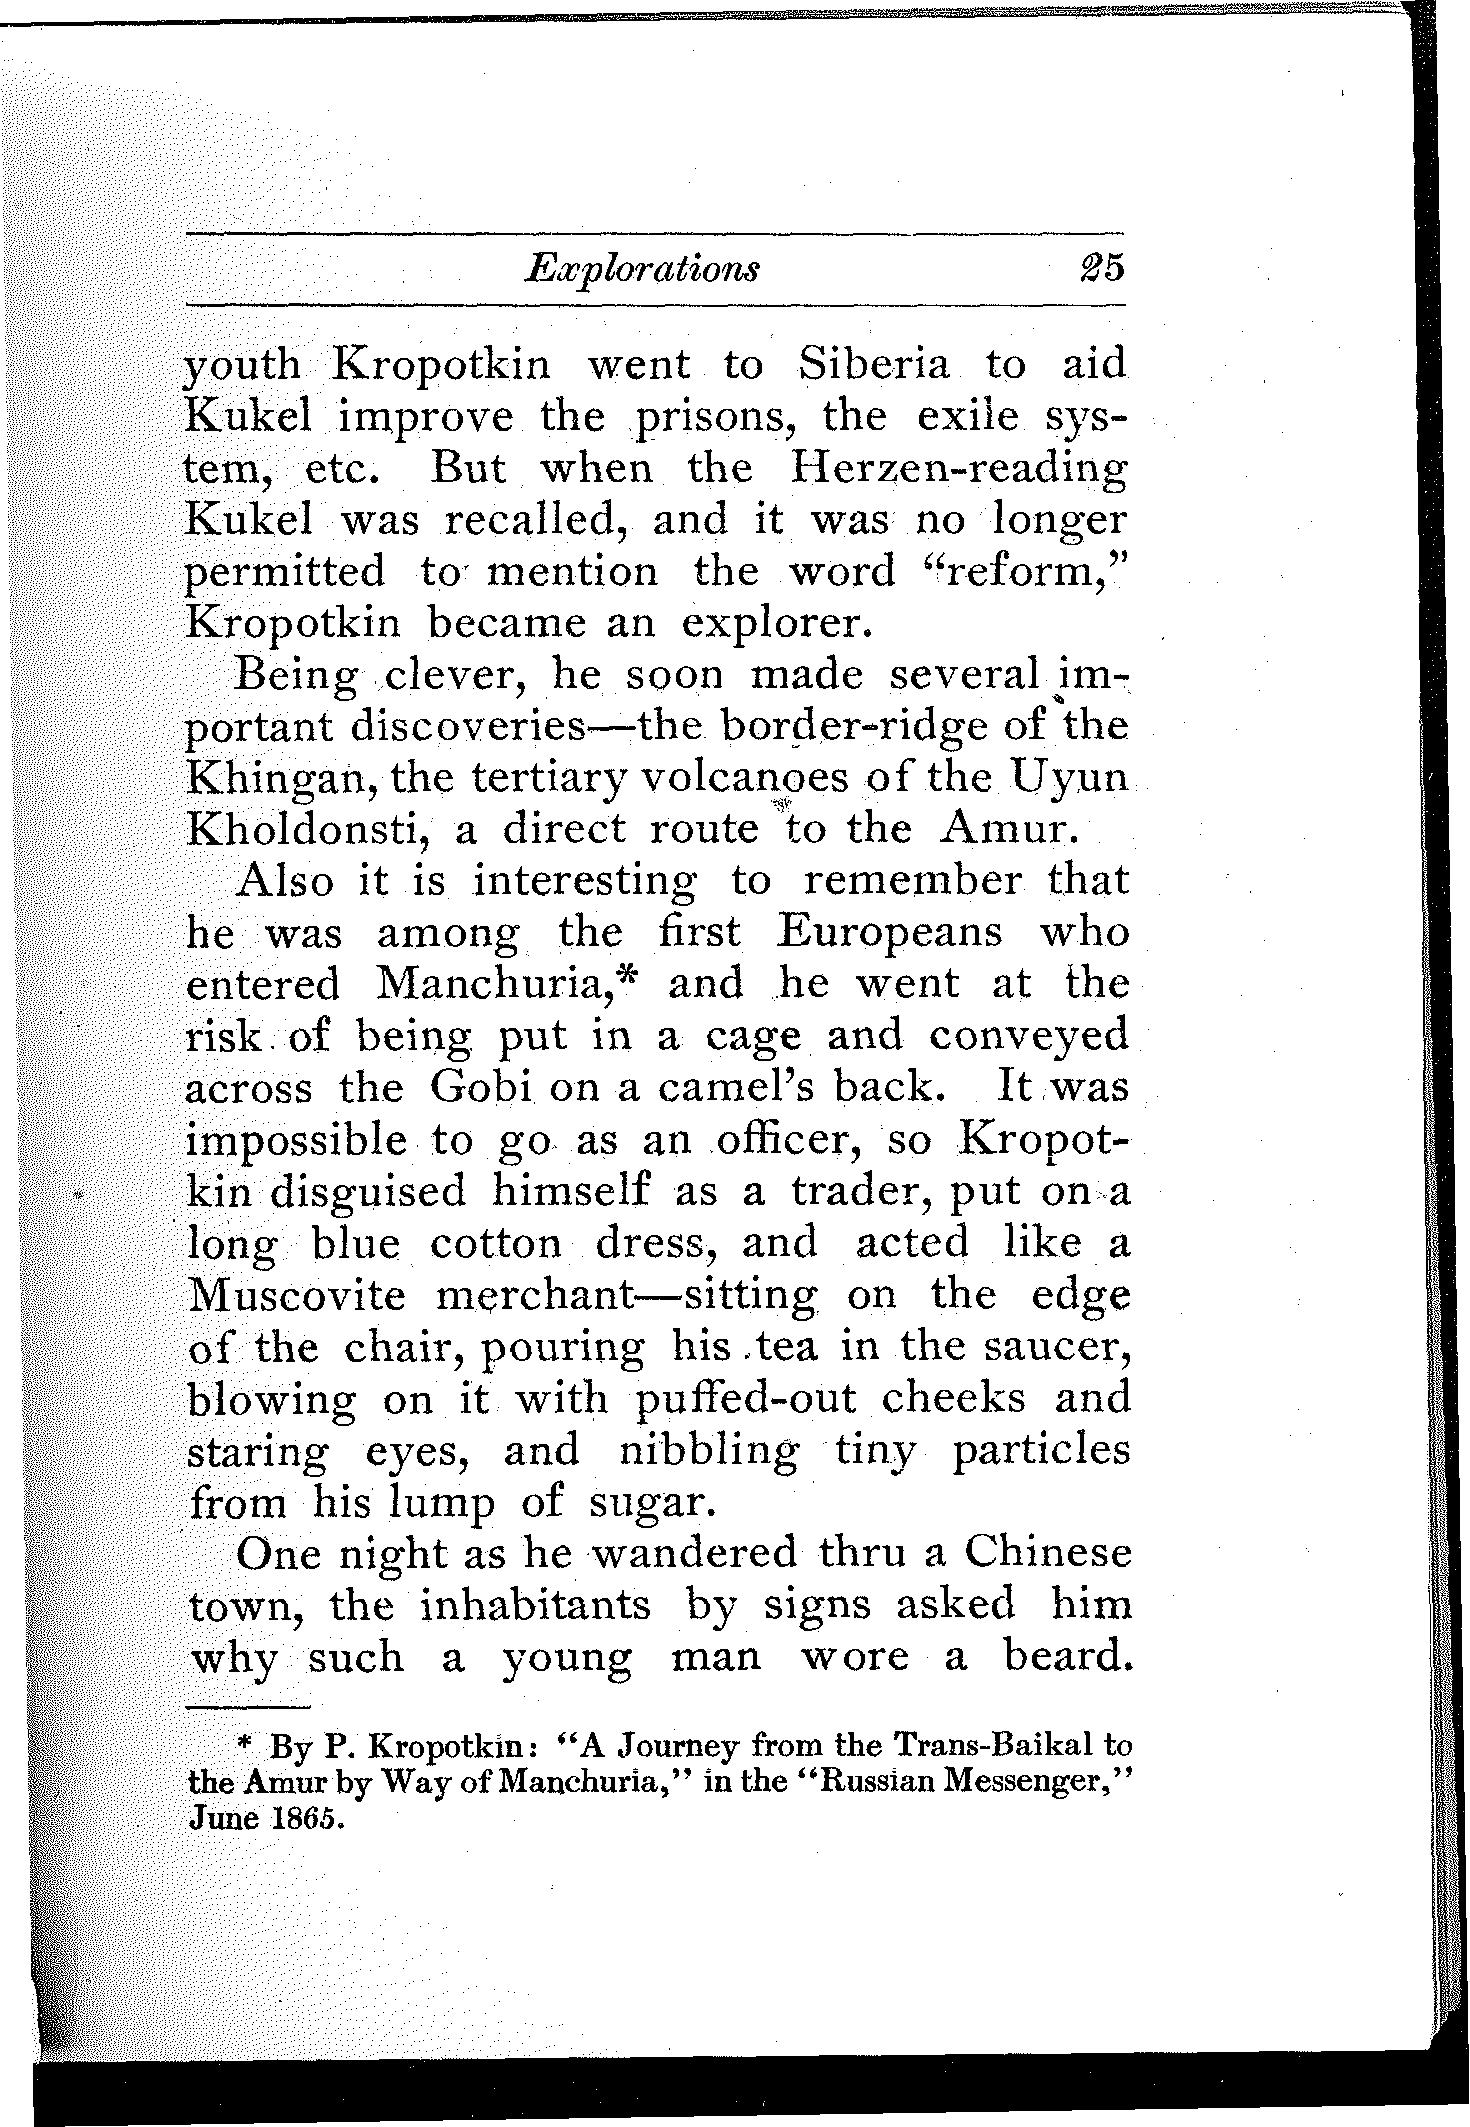 Explorations 25
youth Kropotkin went to Siberia to aid
Kukel improve the prisons, the exile sys-
tem, etc. But when the Herzen-reading
Kukel was recalled, and it was no longer
permitted to mention the word “reform,”
Kropotkin became an explorer.
Being clever, he soon made several im-
portant discoveries—the border-ridge of the
Khingan, the tertiary volcanoes of the Uyun
Kholdonsti, a direct route to the Amur.
Also it is interesting to remember that
he was among the first Europeans who
entered Manchuria,* and he went at the
risk of being put in a cage and conveyed
across the Gobi on a camel’s back. It was
impossible to go as an officer, so Kropot-
kin disguised himself as a trader, put on a
long blue cotton dress, and acted like a
Muscovite merchant—sitting on the edge
of the chair, pouring his tea in the saucer,
blowing on it with puffed-out cheeks and
staring eyes, and nibbling tiny particles
from his lump of sugar.
One night as he wandered thru a Chinese
town, the inhabitants by signs asked him
why such a young man wore a beard.
* By P. Kropotkin: “A Journey from the Trans-Baikal to
the Amur by Way of Manchuria,” in the “Russian Messenger,”
June 1865.